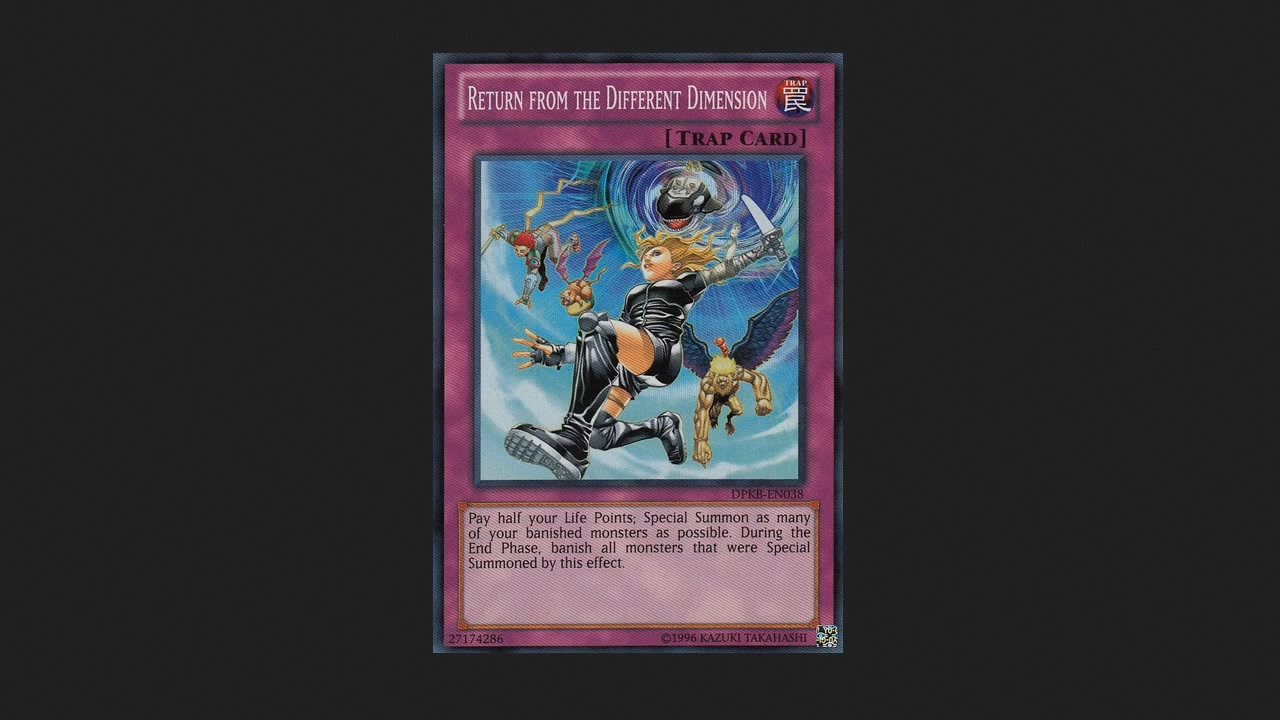 RETURN FROM THE DIFFERENT DIMENSION
TRAP
罠
[TRAP CARD]
DPKB-EN038
Pay half your Life Points; Special Summon as many
of your banished monsters as possible. During the
End Phase, banish all monsters that were Special
Summoned by this effect.
27174286
©1996 KAZUKI TAKAHASHI